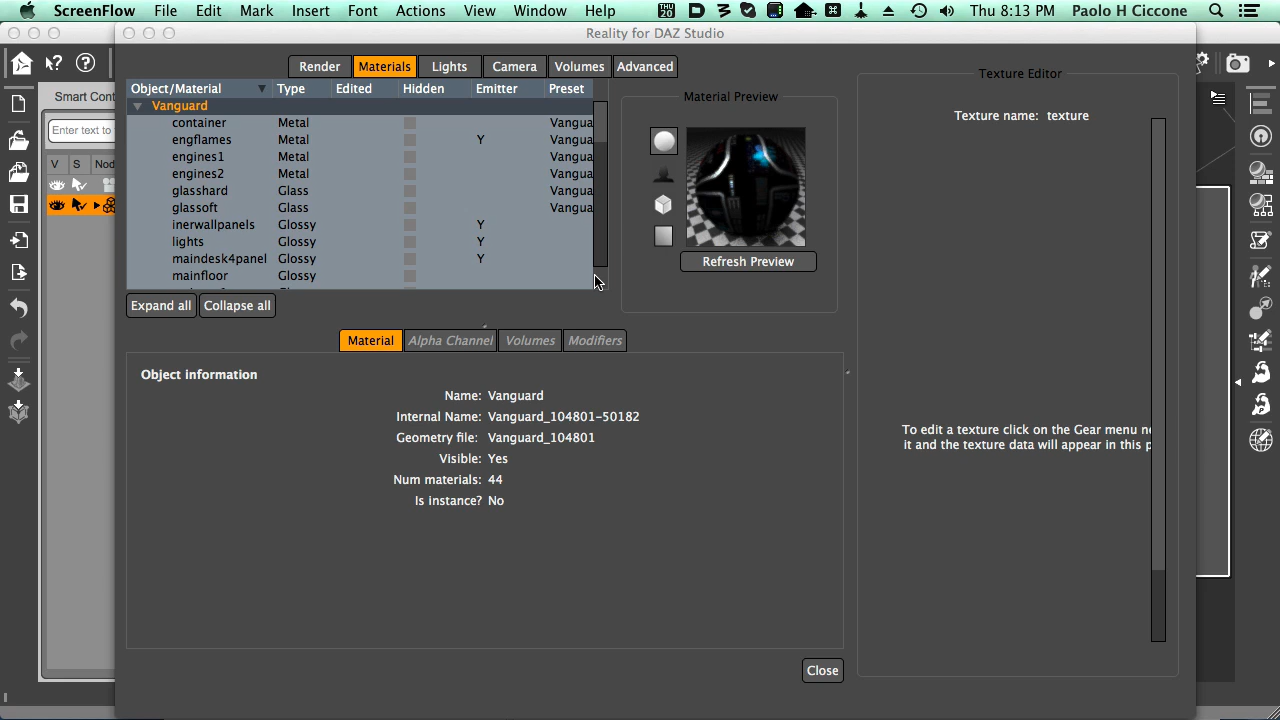 ScreenFlow File Edit Mark Insert Font Actions View Window Help THU 20 Thu 8:13 PM Paolo H Ciccone
Reality for DAZ Studio
Render Materials Lights Camera Volumes Advanced
Object/Material Type Edited Hidden Emitter Preset
Vanguard
container Metal Vangua
engflames Metal Y Vangua
engines1 Metal Vangua
engines2 Metal Vangua
glasshard Glass Vangua
glassoft Glass Vangua
inerwallpanels Glossy Y
lights Glossy Y
maindesk4panel Glossy Y
mainfloor Glossy
Expand all Collapse all
Material Preview
Refresh Preview
Texture Editor
Texture name: texture
To edit a texture click on the Gear menu ne
it and the texture data will appear in this p
Smart Cont
Enter text to
V S Nod
Material Alpha Channel Volumes Modifiers
Object information
Name: Vanguard
Internal Name: Vanguard_104801-50182
Geometry file: Vanguard_104801
Visible: Yes
Num materials: 44
Is instance? No
Close